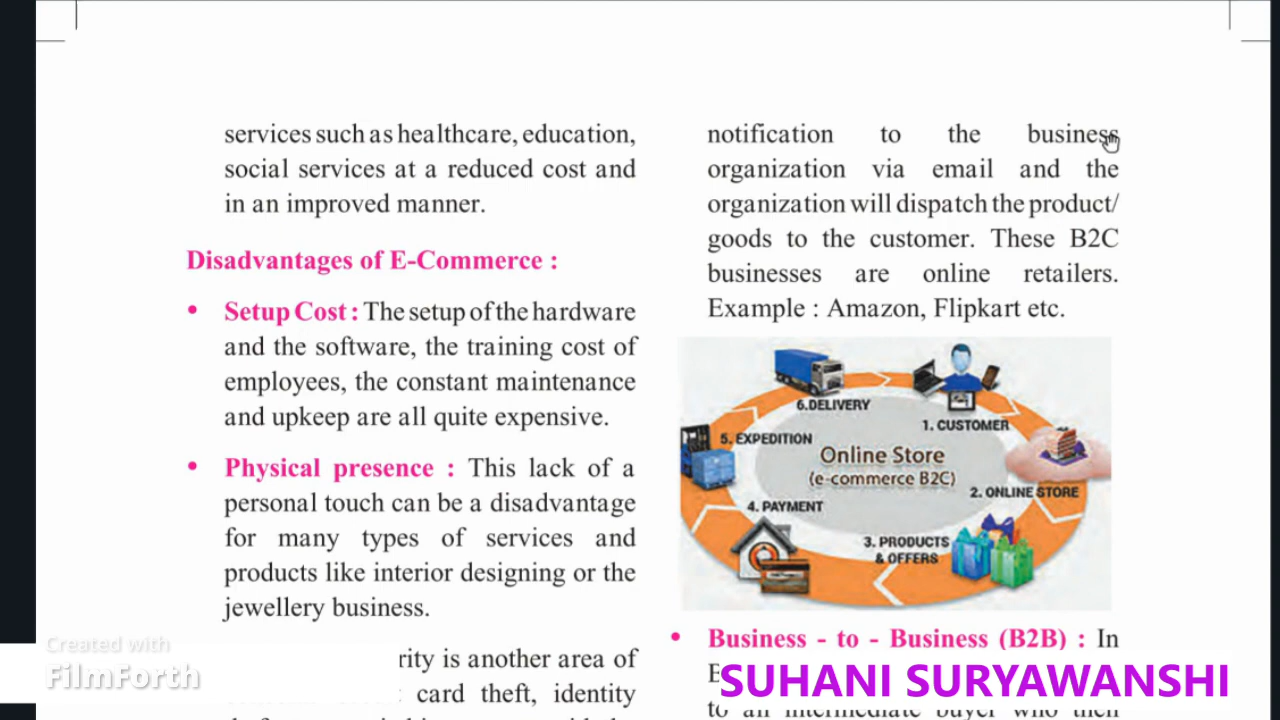 services such as healthcare, education,
social services at a reduced cost and
in an improved manner.
Disadvantages of E-Commerce :
• Setup Cost : The setup of the hardware
and the software, the training cost of
employees, the constant maintenance
and upkeep are all quite expensive.
• Physical presence : This lack of a
personal touch can be a disadvantage
for many types of services and
products like interior designing or the
jewellery business.
rity is another area of
card theft, identity
notification to the business
organization via email and the
organization will dispatch the product/
goods to the customer. These B2C
businesses are online retailers.
Example : Amazon, Flipkart etc.
6.DELIVERY
1. CUSTOMER
5. EXPEDITION
Online Store
(e-commerce B2C)
2. ONLINE STORE
4. PAYMENT
3. PRODUCTS
& OFFERS
• Business - to - Business (B2B) : In
to an intermediate buyer who then
Created with
FilmForth
SUHANI SURYAWANSHI